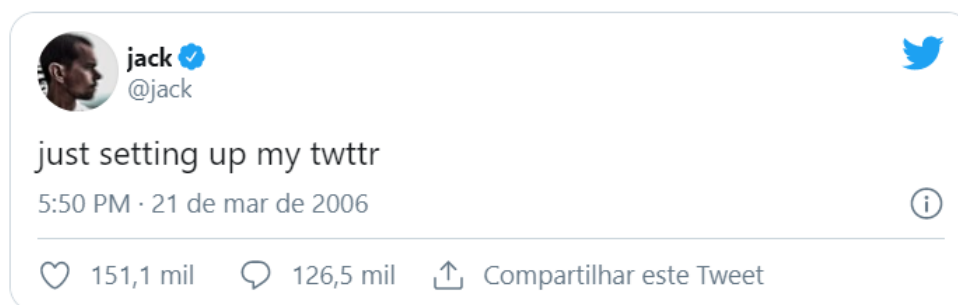 jack
@jack
just setting up my twttr
5:50 PM · 21 de mar de 2006
151,1 mil 126,5 mil Compartilhar este Tweet